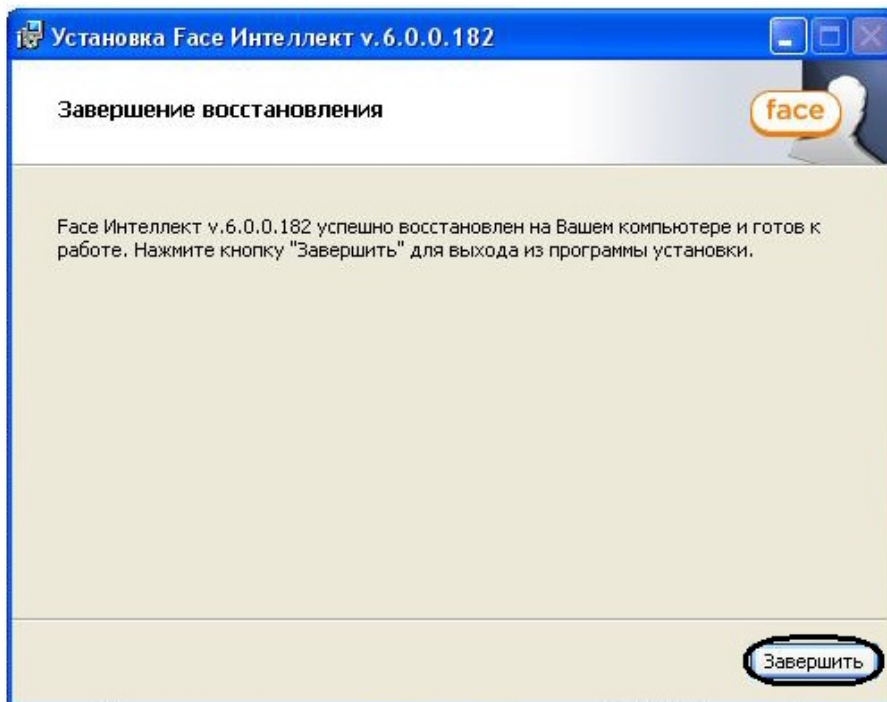 Установка Face Интеллект v.6.0.0.182
Завершение восстановления
face
Face Интеллект v.6.0.0.182 успешно восстановлен на Вашем компьютере и готов к
работе. Нажмите кнопку "Завершить" для выхода из программы установки.
Завершить